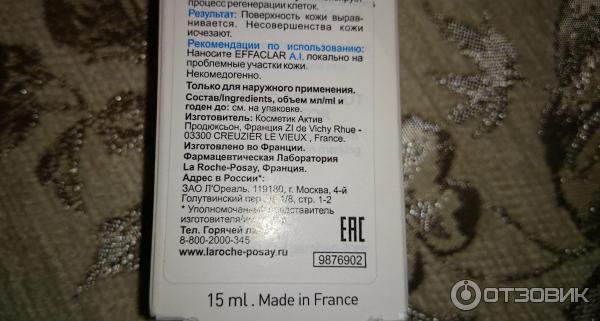 процесс регенерации клеток.
Результат: Поверхность кожи вырав-
нивается. Несовершенства кожи
исчезают.
Рекомендации по использованию:
Наносите EFFACLAR A.I. локально на
проблемные участки кожи.
Некомедогенно.
Только для наружного применения.
Состав/Ingredients, объем мл/ml и
годен до: см. на упаковке.
Изготовитель: Косметик Актив
Продюксьон, Франция ZI de Vichy Rhue -
03300 CREUZIER LE VIEUX , France.
Изготовлено во Франции.
Фармацевтическая Лаборатория
La Roche-Posay, Франция.
Адрес в России*:
ЗАО Л'Ореаль. 119180, г. Москва, 4-й
Голутвинский пер. д. 1/8, стр. 1-2
* Уполномоченный представитель
изготовителя
Тел. Горячей
8-800-2000-345
www.laroche-posay.ru
EAC
9876902
15 ml . Made in France
ОТЗОВИК